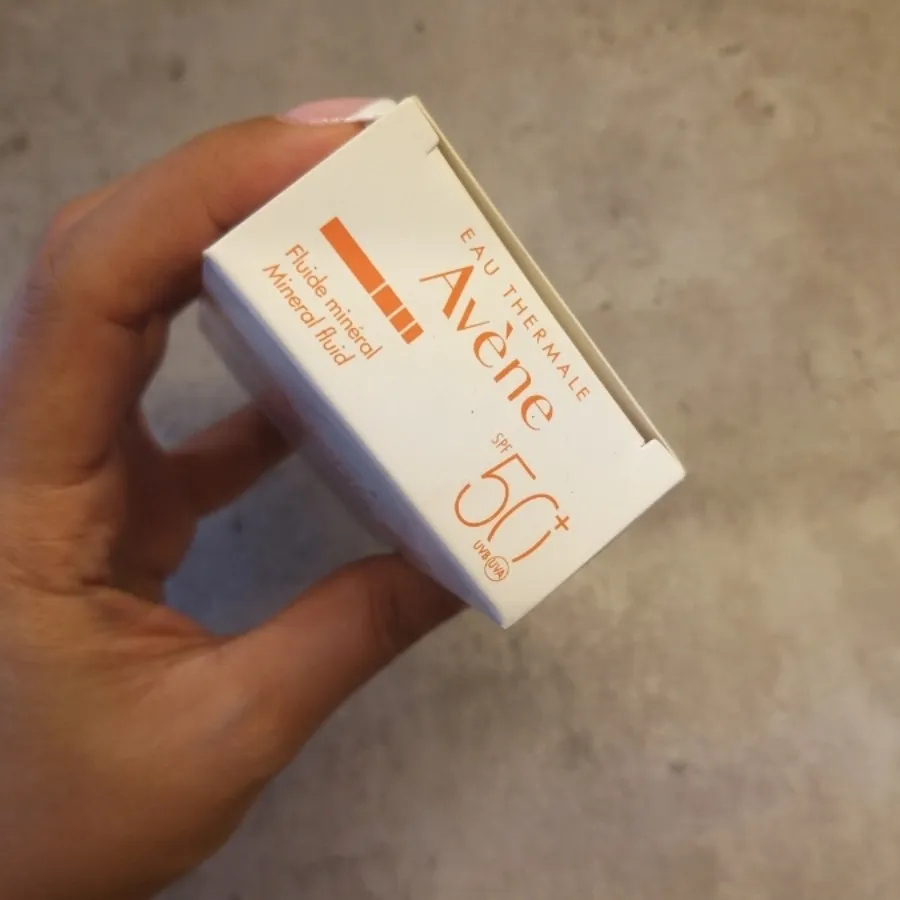 EAU THERMALE
Avène
SPF
50+
UVB UVA
Fluide minéral
Mineral fluid